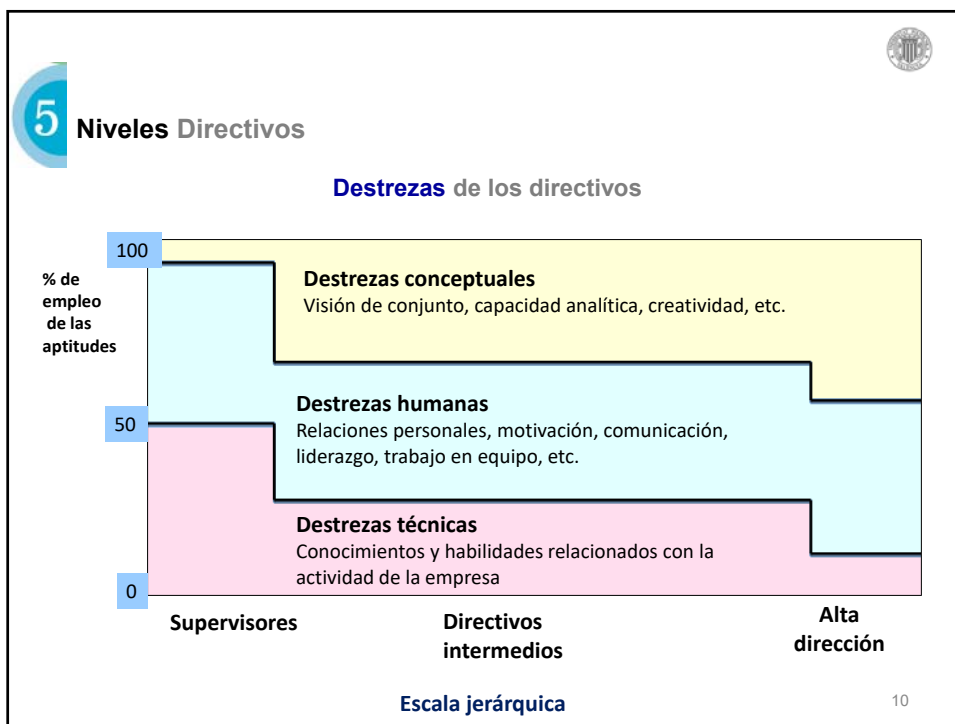 5
Niveles Directivos
Destrezas de los directivos
100
% de
empleo
de las
aptitudes
Destrezas conceptuales
Visión de conjunto, capacidad analítica, creatividad, etc.
50
Destrezas humanas
Relaciones personales, motivación, comunicación,
liderazgo, trabajo en equipo, etc.
Destrezas técnicas
Conocimientos y habilidades relacionados con la
actividad de la empresa
0
Supervisores
Directivos
intermedios
Alta
dirección
Escala jerárquica
10